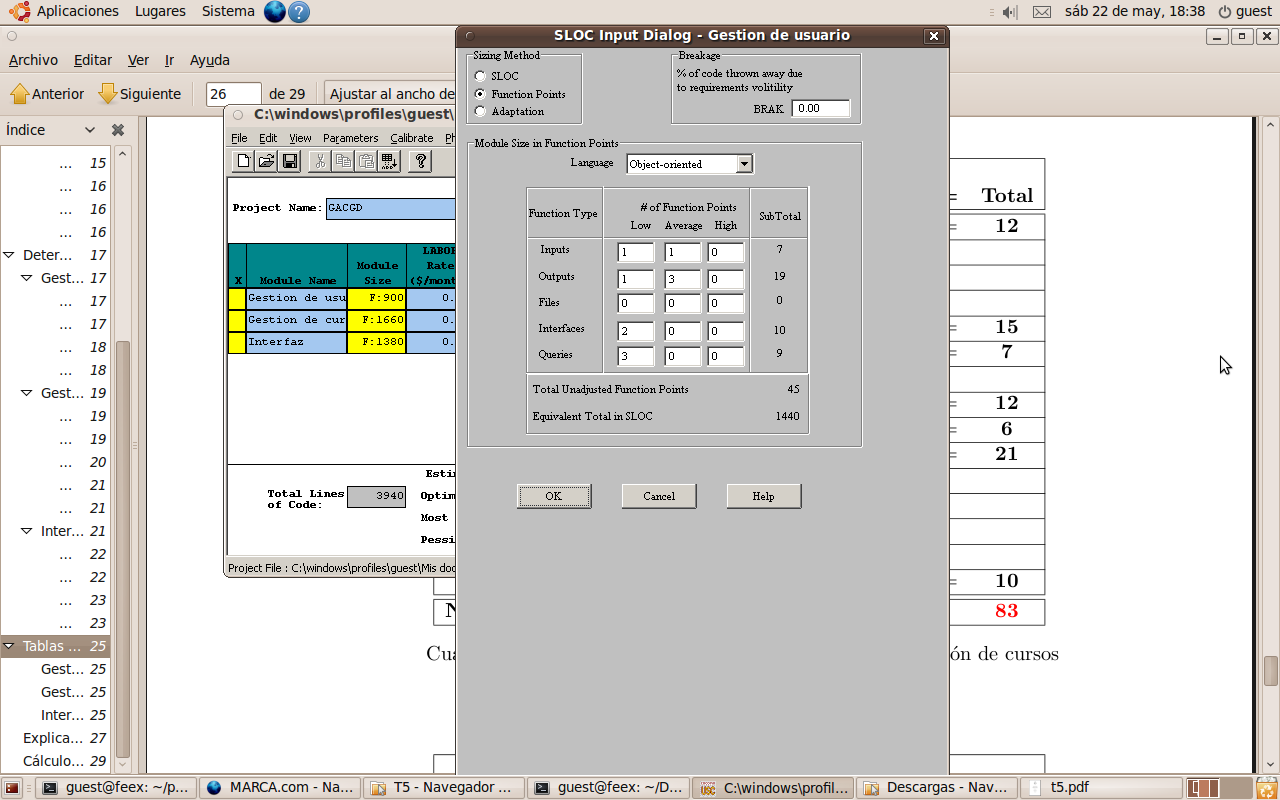 Aplicaciones Lugares Sistema sáb 22 de may, 18:38 guest
SLOC Input Dialog - Gestion de usuario
Archivo Editar Ver Ir Ayuda
Anterior Siguiente 26 de 29 Ajustar al ancho de
Índice
... 15
... 16
... 16
... 16
Deter... 17
Gest... 17
... 17
... 17
... 18
... 18
Gest... 19
... 19
... 19
... 20
... 21
... 21
Inter... 21
... 22
... 22
... 23
... 23
Tablas ... 25
Gest... 25
Gest... 25
Inter... 25
Explica... 27
Cálculo... 29
C:\windows\profiles\guest\
File Edit View Parameters Calibrate Ph
Project Name: GACGD
X Module Name Module Size LABOR Rate ($/mont
Gestion de usu F:900 0.
Gestion de cur F:1660 0.
Interfaz F:1380 0.
Total Lines of Code: 3940
Estim
Optim
Most
Pessi
Project File : C:\windows\profiles\guest\Mis doc
Sizing Method
SLOC
Function Points
Adaptation
Breakage
% of code thrown away due
to requirements volitility
BRAK 0.00
Module Size in Function Points
Language Object-oriented
Function Type # of Function Points SubTotal
Low Average High
Inputs 1 1 0 7
Outputs 1 3 0 19
Files 0 0 0 0
Interfaces 2 0 0 10
Queries 3 0 0 9
Total Unadjusted Function Points 45
Equivalent Total in SLOC 1440
OK Cancel Help
= Total
= 12
= 15
= 7
= 12
= 6
= 21
= 10
N 83
Cua ón de cursos
guest@feex: ~/p... MARCA.com - Na... T5 - Navegador ... guest@feex: ~/D... C:\windows\profil... Descargas - Nav... t5.pdf